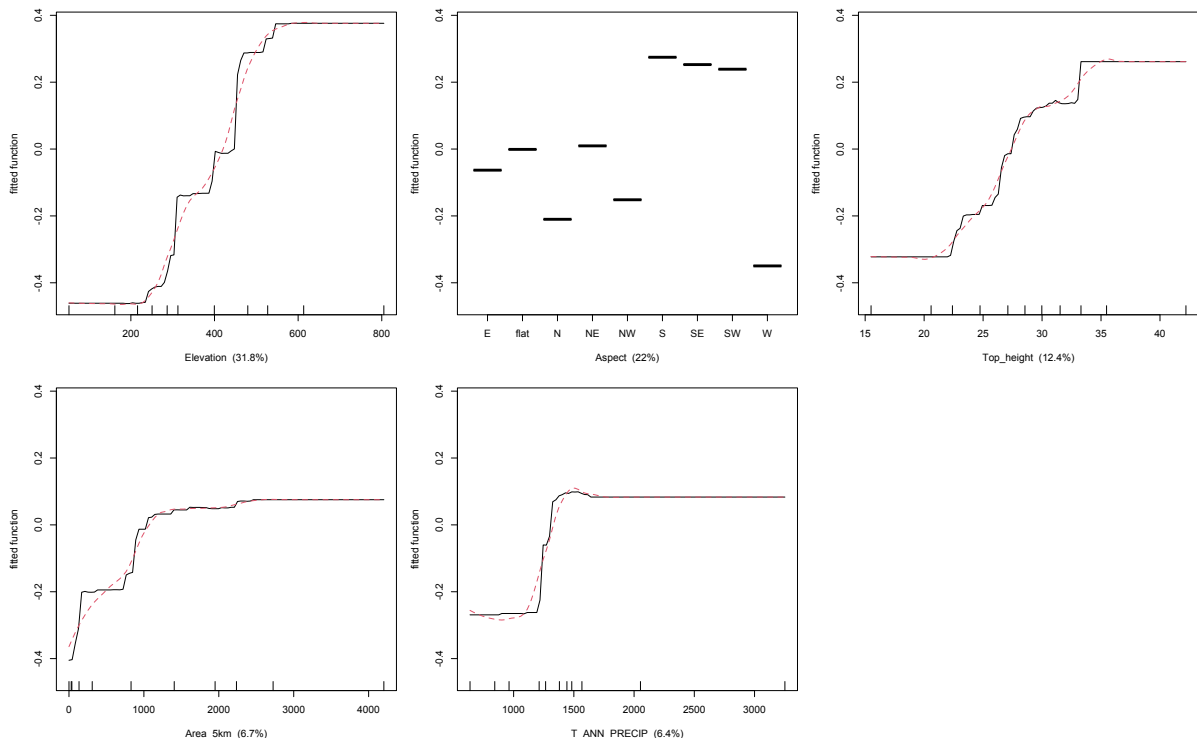 0.4
0.2
0.0
-0.2
-0.4
fitted function
200 400 600 800
Elevation (31.8%)
0.4
0.2
0.0
-0.2
-0.4
fitted function
E flat N NE NW S SE SW W
Aspect (22%)
0.4
0.2
0.0
-0.2
-0.4
fitted function
15 20 25 30 35 40
Top_height (12.4%)
0.4
0.2
0.0
-0.2
-0.4
fitted function
0 1000 2000 3000 4000
Area_5km (6.7%)
0.4
0.2
0.0
-0.2
-0.4
fitted function
1000 1500 2000 2500 3000
T_ANN_PRECIP (6.4%)